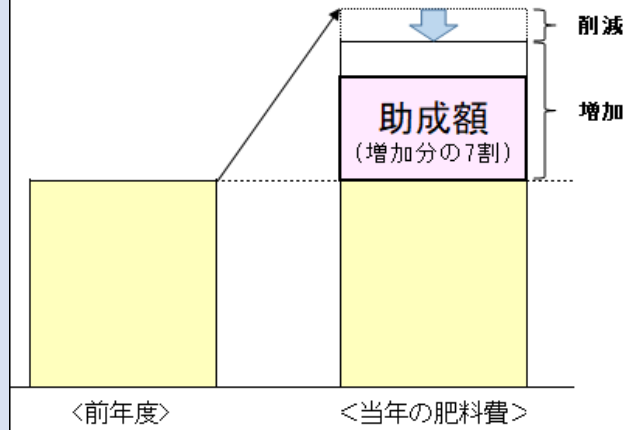 削減
増加
助成額
(増加分の7割)
<前年度>
<当年の肥料費>